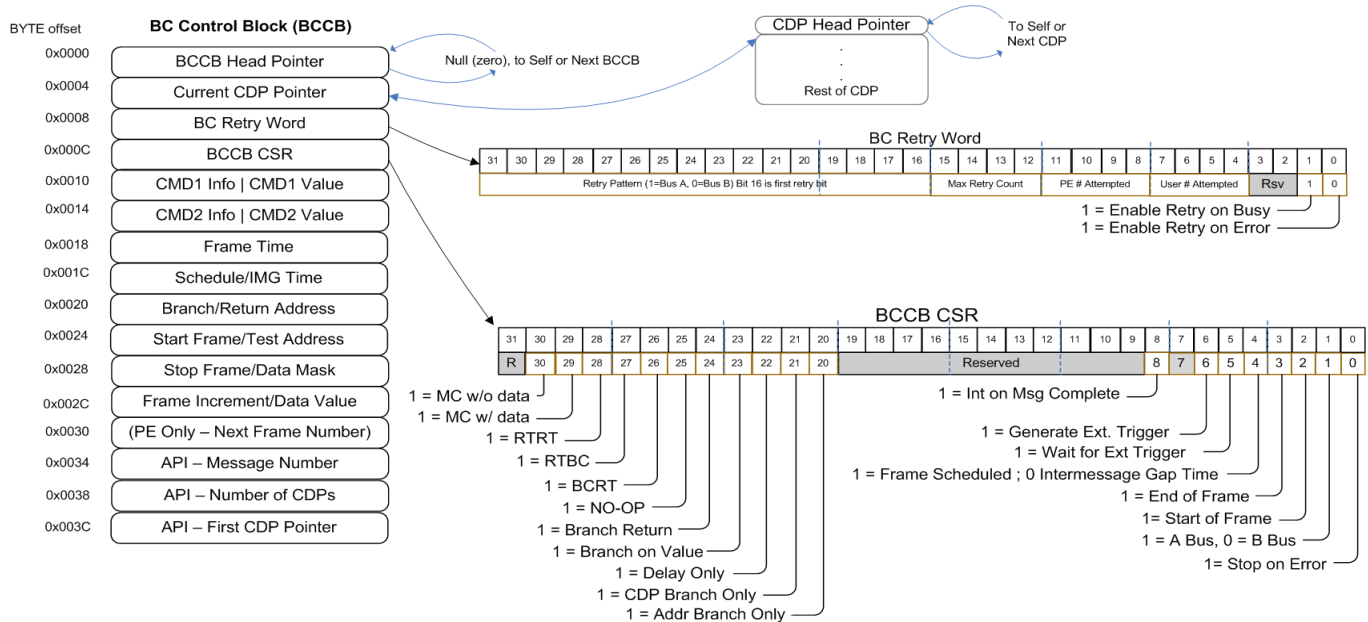 BYTE offset
BC Control Block (BCCB)
0x0000
BCCB Head Pointer
Null (zero), to Self or Next BCCB
0x0004
Current CDP Pointer
0x0008
BC Retry Word
0x000C
BCCB CSR
0x0010
CMD1 Info | CMD1 Value
0x0014
CMD2 Info | CMD2 Value
0x0018
Frame Time
0x001C
Schedule/IMG Time
0x0020
Branch/Return Address
0x0024
Start Frame/Test Address
0x0028
Stop Frame/Data Mask
0x002C
Frame Increment/Data Value
0x0030
(PE Only – Next Frame Number)
0x0034
API – Message Number
0x0038
API – Number of CDPs
0x003C
API – First CDP Pointer
CDP Head Pointer
.
.
.
Rest of CDP
To Self or
Next CDP
BC Retry Word
31 30 29 28 27 26 25 24 23 22 21 20 19 18 17 16 15 14 13 12 11 10 9 8 7 6 5 4 3 2 1 0
Retry Pattern (1=Bus A, 0=Bus B) Bit 16 is first retry bit Max Retry Count PE # Attempted User # Attempted Rsv 1 0
1 = Enable Retry on Busy
1 = Enable Retry on Error
BCCB CSR
31 30 29 28 27 26 25 24 23 22 21 20 19 18 17 16 15 14 13 12 11 10 9 8 7 6 5 4 3 2 1 0
R 30 29 28 27 26 25 24 23 22 21 20 Reserved 8 7 6 5 4 3 2 1 0
1 = MC w/o data
1 = MC w/ data
1 = RTRT
1 = RTBC
1 = BCRT
1 = NO-OP
1 = Branch Return
1 = Branch on Value
1 = Delay Only
1 = CDP Branch Only
1 = Addr Branch Only
1 = Int on Msg Complete
1 = Generate Ext. Trigger
1 = Wait for Ext Trigger
1 = Frame Scheduled ; 0 Intermessage Gap Time
1 = End of Frame
1= Start of Frame
1 = A Bus, 0 = B Bus
1= Stop on Error